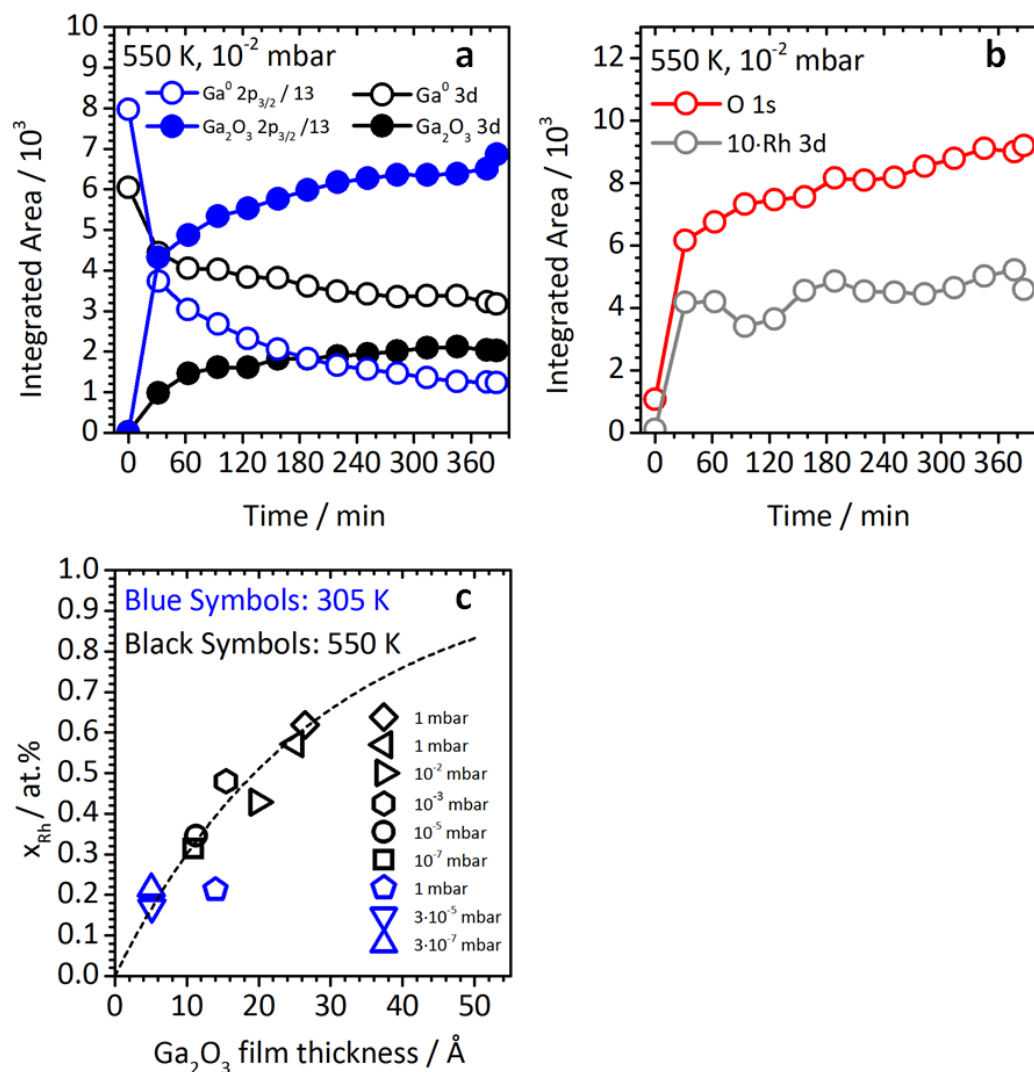 550 K, 10⁻² mbar
a
Ga⁰ 2p₃/₂ / 13
Ga⁰ 3d
Ga₂O₃ 2p₃/₂ /13
Ga₂O₃ 3d
10
9
8
7
6
5
4
3
2
1
0
Integrated Area / 10³
0 60 120 180 240 300 360
Time / min
550 K, 10⁻² mbar
b
O 1s
10·Rh 3d
12
10
8
6
4
2
0
Integrated Area / 10³
0 60 120 180 240 300 360
Time / min
Blue Symbols: 305 K
c
Black Symbols: 550 K
1 mbar
1 mbar
10⁻² mbar
10⁻³ mbar
10⁻⁵ mbar
10⁻⁷ mbar
1 mbar
3·10⁻⁵ mbar
3·10⁻⁷ mbar
1.0
0.9
0.8
0.7
0.6
0.5
0.4
0.3
0.2
0.1
0.0
x_Rh / at.%
0 10 20 30 40 50
Ga₂O₃ film thickness / Å